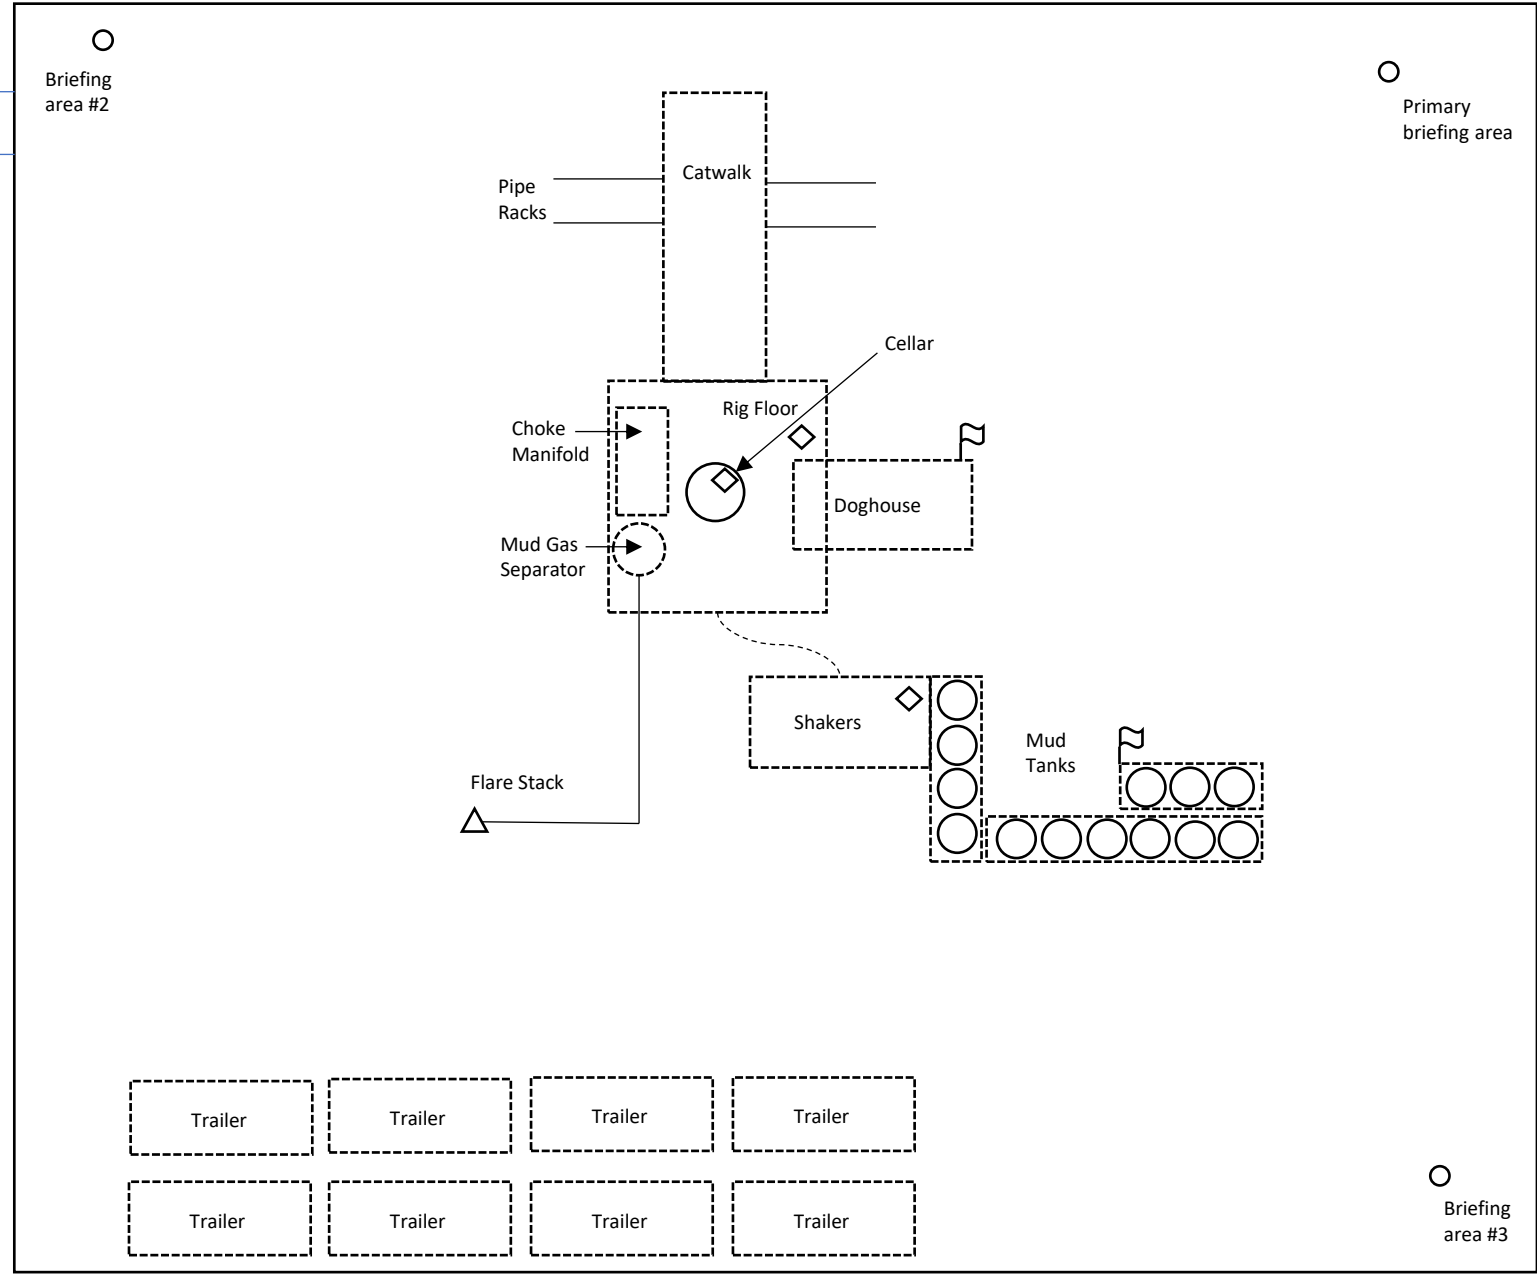 Briefing
area #2
Primary
briefing area
Catwalk
Pipe
Racks
Cellar
Rig Floor
Choke
Manifold
Doghouse
Mud Gas
Separator
Shakers
Mud
Tanks
Flare Stack
Trailer
Trailer
Trailer
Trailer
Trailer
Trailer
Trailer
Trailer
Briefing
area #3